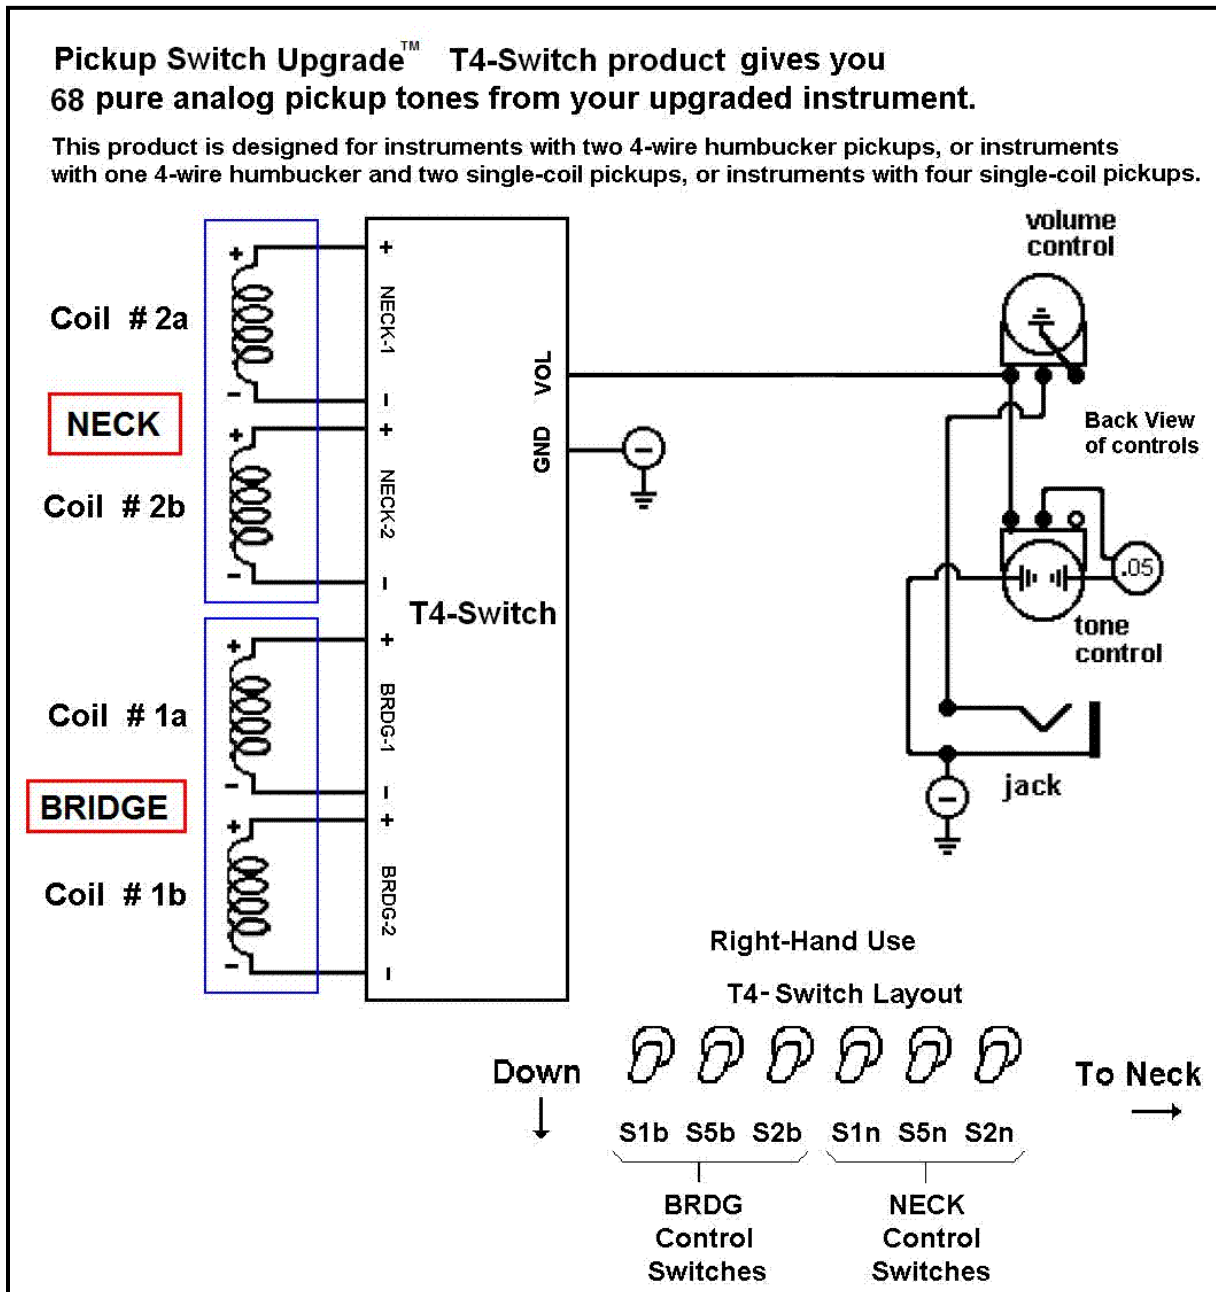 Pickup Switch Upgrade™ T4-Switch product gives you
68 pure analog pickup tones from your upgraded instrument.
This product is designed for instruments with two 4-wire humbucker pickups, or instruments
with one 4-wire humbucker and two single-coil pickups, or instruments with four single-coil pickups.
volume
control
Coil # 2a
+
-
+
NECK-1
-
NECK
Coil # 2b
+
-
+
NECK-2
-
VOL
GND
-
Back View
of controls
.05
tone
control
T4-Switch
Coil # 1a
+
-
+
BRDG-1
-
BRIDGE
Coil # 1b
+
-
+
BRDG-2
-
jack
-
Right-Hand Use
T4-Switch Layout
Down
To Neck
S1b S5b S2b S1n S5n S2n
BRDG
Control
Switches
NECK
Control
Switches